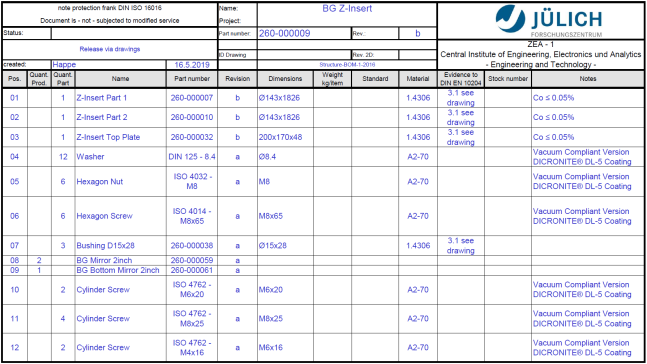 note protection frank DIN ISO 16016
Document is - not - subjected to modified service
Name: BG Z-Insert
Project:
JÜLICH
FORSCHUNGSZENTRUM
Status:
Part number: 260-000009 Rev.: b
Release via drawings
ZEA - 1
ID Drawing Rev. 2D:
Central Institute of Engineering, Electronics und Analytics
created: Happe 16.5.2019 Structure-BOM-1-2016
- Engineering and Technology -
Pos. Quant. Prod. Quant. Part Name Part number Revision Dimensions Weight kg/item Standard Material Evidence to DIN EN 10204 Stock number Notes
01 1 Z-Insert Part 1 260-000007 b Ø143x1826 1.4306 3.1 see drawing Co ≤ 0.05%
02 1 Z-Insert Part 2 260-000010 b Ø143x1826 1.4306 3.1 see drawing Co ≤ 0.05%
03 1 Z-Insert Top Plate 260-000032 b 200x170x48 1.4306 3.1 see drawing Co ≤ 0.05%
04 12 Washer DIN 125 - 8.4 a Ø8.4 A2-70 Vacuum Compliant Version DICRONITE® DL-5 Coating
05 6 Hexagon Nut ISO 4032 - M8 a M8 A2-70 Vacuum Compliant Version DICRONITE® DL-5 Coating
06 6 Hexagon Screw ISO 4014 - M8x65 a M8x65 A2-70 Vacuum Compliant Version DICRONITE® DL-5 Coating
07 3 Bushing D15x28 260-000038 a Ø15x28 1.4306 3.1 see drawing
08 2 BG Mirror 2inch 260-000059 a
09 1 BG Bottom Mirror 2inch 260-000061 a
10 2 Cylinder Screw ISO 4762 - M6x20 a M6x20 A2-70 Vacuum Compliant Version DICRONITE® DL-5 Coating
11 4 Cylinder Screw ISO 4762 - M8x25 a M8x25 A2-70 Vacuum Compliant Version DICRONITE® DL-5 Coating
12 2 Cylinder Screw ISO 4762 - M4x16 a M6x16 A2-70 Vacuum Compliant Version DICRONITE® DL-5 Coating